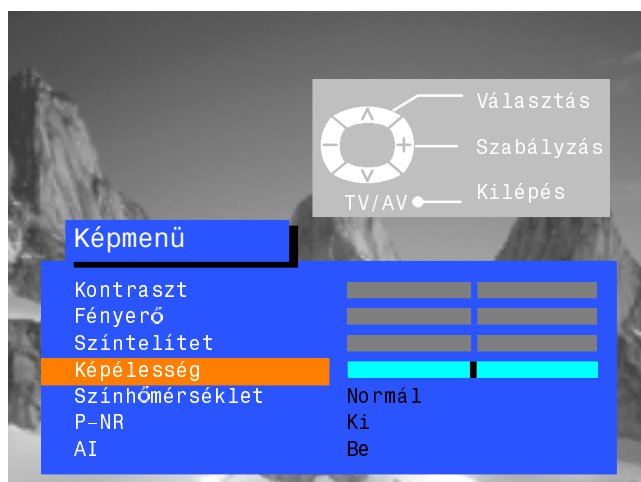 Választás
Szabályzás
TV/AV Kilépés
Képmenü
Kontraszt
Fényerő
Színtelítet
Képélesség
Színhőmérséklet Normál
P-NR Ki
AI Be